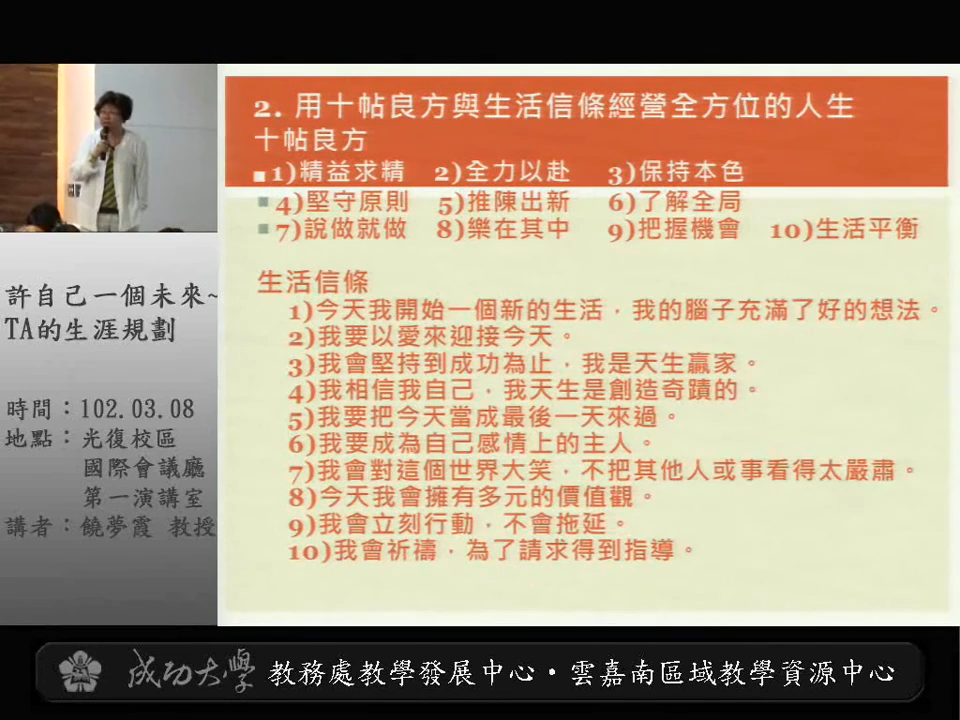 2. 用十帖良方與生活信條經營全方位的人生
十帖良方
1)精益求精 2)全力以赴 3)保持本色
4)堅守原則 5)推陳出新 6)了解全局
7)說做就做 8)樂在其中 9)把握機會 10)生活平衡
生活信條
1)今天我開始一個新的生活，我的腦子充滿了好的想法。
2)我要以愛來迎接今天。
3)我會堅持到成功為止，我是天生贏家。
4)我相信我自己，我天生是創造奇蹟的。
5)我要把今天當成最後一天來過。
6)我要成為自己感情上的主人。
7)我會對這個世界大笑，不把其他人或事看得太嚴肅。
8)今天我會擁有多元的價值觀。
9)我會立刻行動，不會拖延。
10)我會祈禱，為了請求得到指導。
許自己一個未來~
TA的生涯規劃
時間：102.03.08
地點：光復校區
國際會議廳
第一演講室
講者：饒夢霞 教授
成功大學 教務處教學發展中心·雲嘉南區域教學資源中心